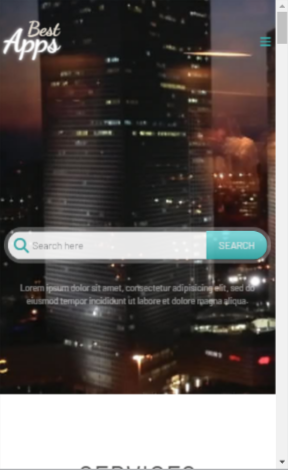 Best
Apps
Search here
SEARCH
Lorem ipsum dolor sit amet, consectetur adipisicing elit, sed do
eiusmod tempor incididunt ut labore et dolore magna aliqua.
SERVICES